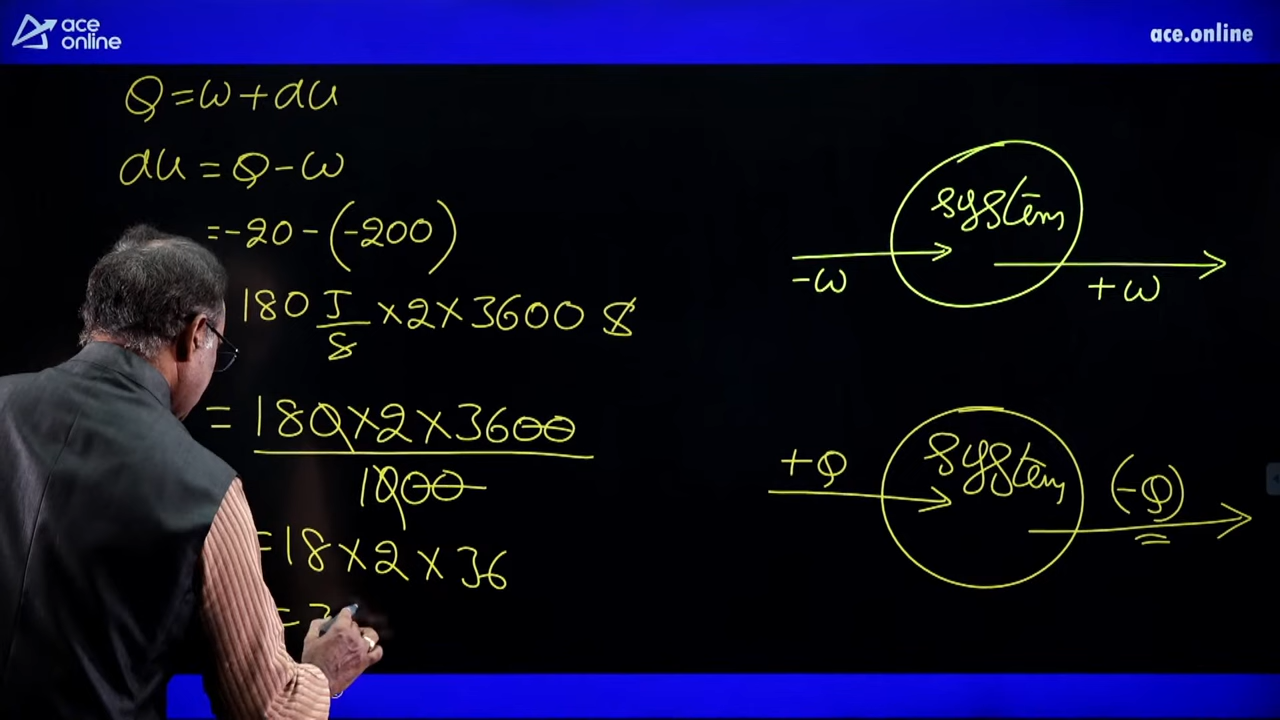 ace
online
ace.online
Q = W + du
du = Q - W
= -20 - (-200)
180 J/s × 2 × 3600 s
= 180 × 2 × 3600
1000
= 18 × 2 × 36
= 3
system
-W
+W
system
+Q
(-Q)